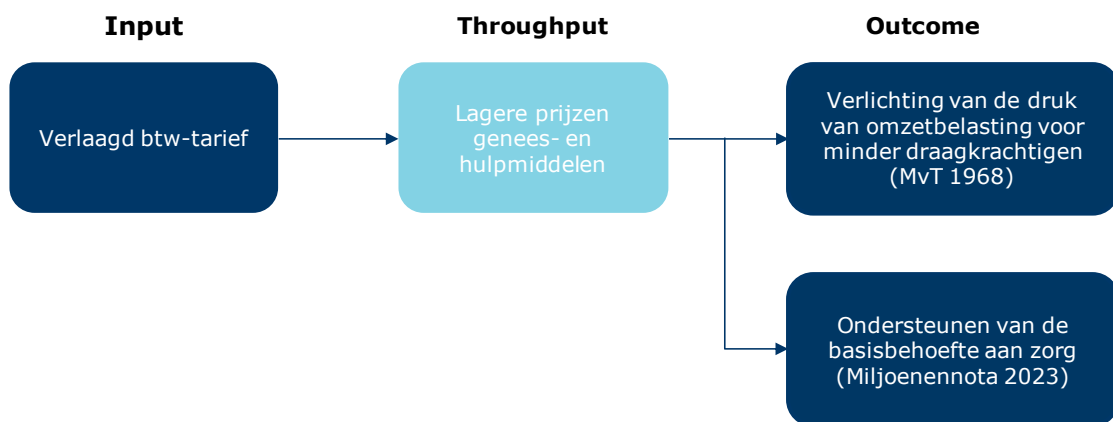 Input
Throughput
Outcome
Verlaagd btw-tarief
Lagere prijzen
genees- en
hulpmiddelen
Verlichting van de druk
van omzetbelasting voor
minder draagkrachtigen
(MvT 1968)
Ondersteunen van de
basisbehoefte aan zorg
(Miljoenennota 2023)